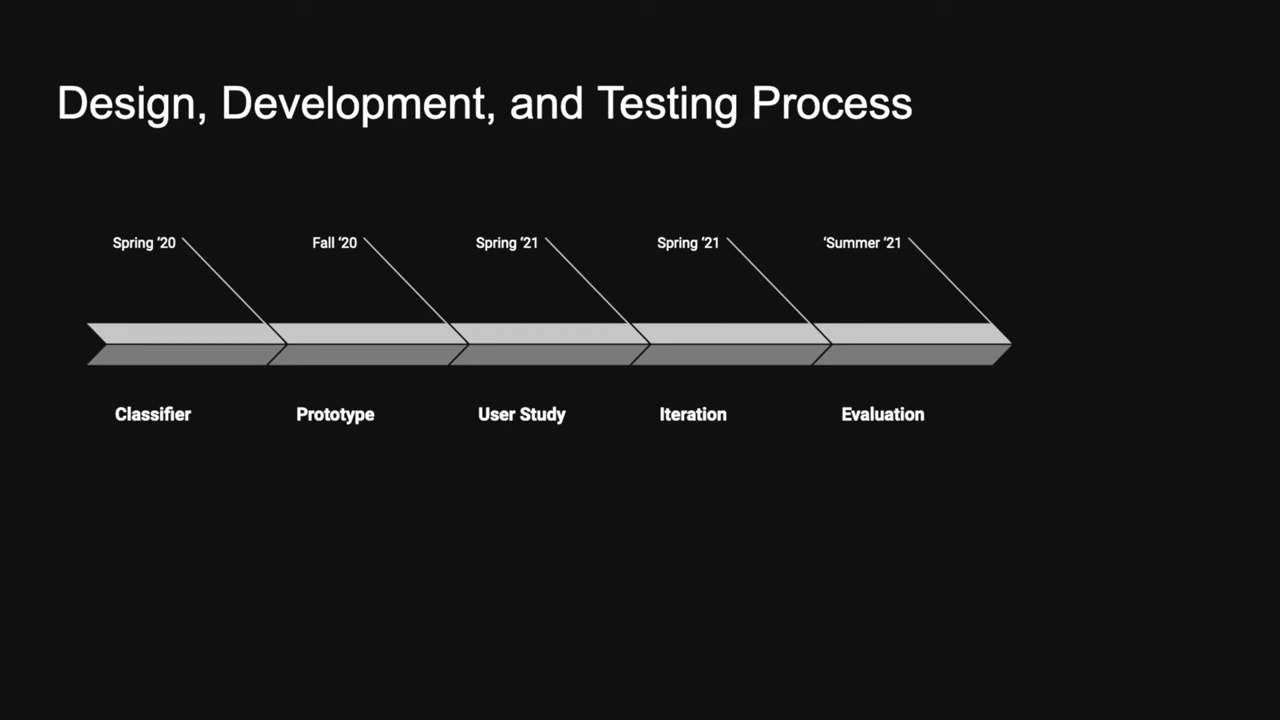 Design, Development, and Testing Process
Spring ‘20
Fall ‘20
Spring ‘21
Spring ‘21
‘Summer ‘21
Classifier
Prototype
User Study
Iteration
Evaluation